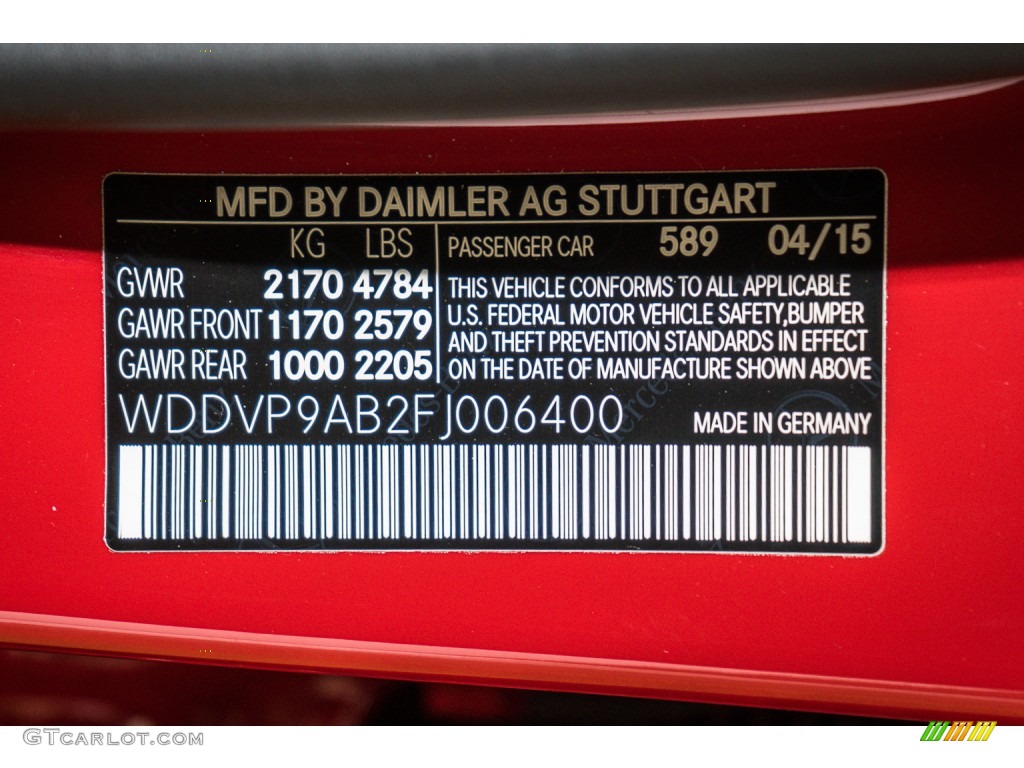 MFD BY DAIMLER AG STUTTGART
KG LBS PASSENGER CAR 589 04/15
GVWR 2170 4784
GAWR FRONT 1170 2579
GAWR REAR 1000 2205
THIS VEHICLE CONFORMS TO ALL APPLICABLE
U.S. FEDERAL MOTOR VEHICLE SAFETY, BUMPER
AND THEFT PREVENTION STANDARDS IN EFFECT
ON THE DATE OF MANUFACTURE SHOWN ABOVE
WDDVP9AB2FJ006400 MADE IN GERMANY
GTCARLOT.COM